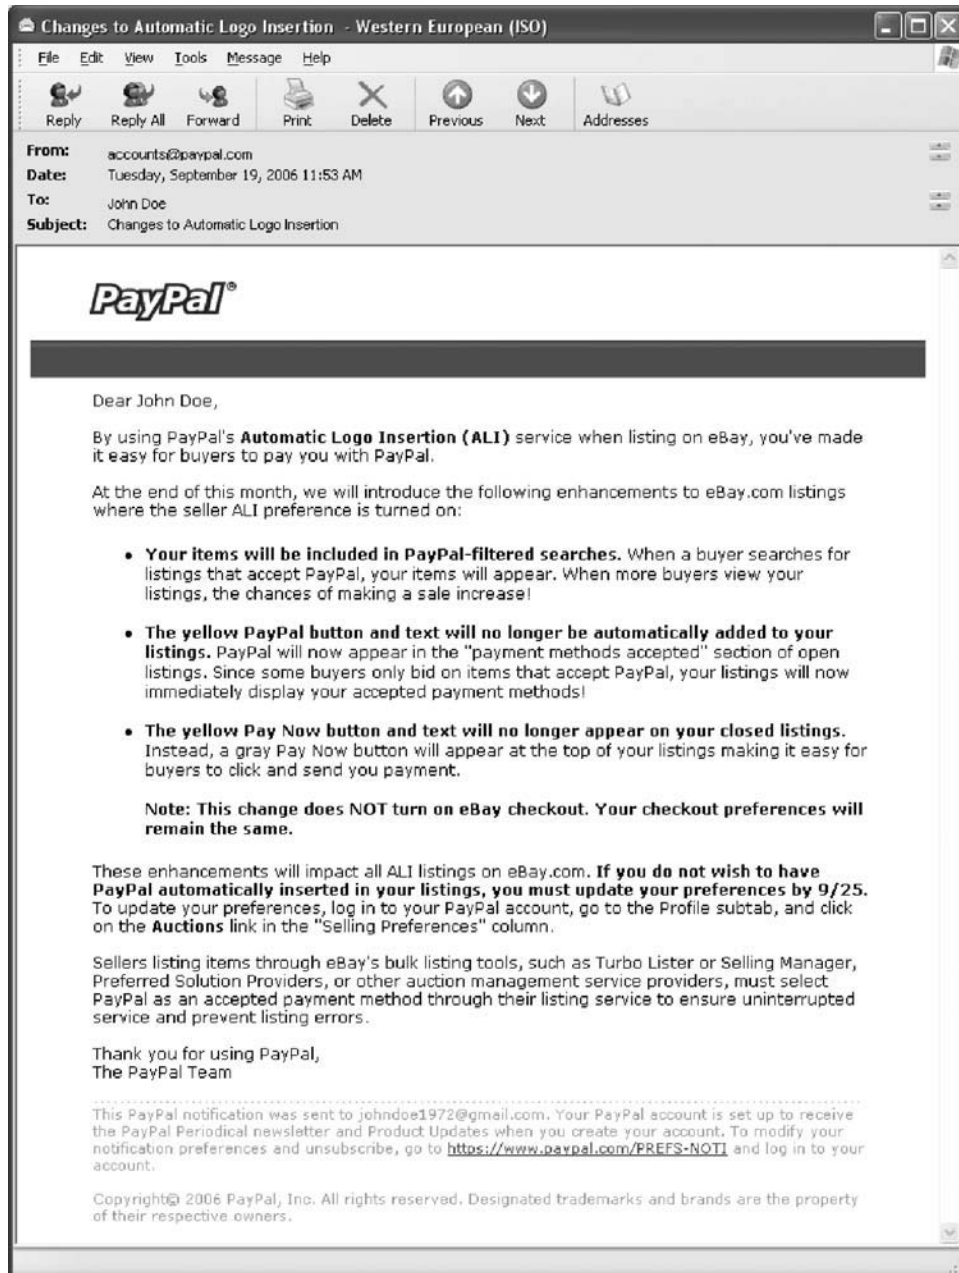 Changes to Automatic Logo Insertion - Western European (ISO)
File Edit View Tools Message Help
Reply Reply All Forward Print Delete Previous Next Addresses
From: accounts@paypal.com
Date: Tuesday, September 19, 2006 11:53 AM
To: John Doe
Subject: Changes to Automatic Logo Insertion
PayPal®
Dear John Doe,
By using PayPal's Automatic Logo Insertion (ALI) service when listing on eBay, you've made
it easy for buyers to pay you with PayPal.
At the end of this month, we will introduce the following enhancements to eBay.com listings
where the seller ALI preference is turned on:
• Your items will be included in PayPal-filtered searches. When a buyer searches for
listings that accept PayPal, your items will appear. When more buyers view your
listings, the chances of making a sale increase!
• The yellow PayPal button and text will no longer be automatically added to your
listings. PayPal will now appear in the "payment methods accepted" section of open
listings. Since some buyers only bid on items that accept PayPal, your listings will now
immediately display your accepted payment methods!
• The yellow Pay Now button and text will no longer appear on your closed listings.
Instead, a gray Pay Now button will appear at the top of your listings making it easy for
buyers to click and send you payment.
Note: This change does NOT turn on eBay checkout. Your checkout preferences will
remain the same.
These enhancements will impact all ALI listings on eBay.com. If you do not wish to have
PayPal automatically inserted in your listings, you must update your preferences by 9/25.
To update your preferences, log in to your PayPal account, go to the Profile subtab, and click
on the Auctions link in the "Selling Preferences" column.
Sellers listing items through eBay's bulk listing tools, such as Turbo Lister or Selling Manager,
Preferred Solution Providers, or other auction management service providers, must select
PayPal as an accepted payment method through their listing service to ensure uninterrupted
service and prevent listing errors.
Thank you for using PayPal,
The PayPal Team
This PayPal notification was sent to johndoe1972@gmail.com. Your PayPal account is set up to receive
the PayPal Periodical newsletter and Product Updates when you create your account. To modify your
notification preferences and unsubscribe, go to https://www.paypal.com/PREFS-NOTI and log in to your
account.
Copyright© 2006 PayPal, Inc. All rights reserved. Designated trademarks and brands are the property
of their respective owners.